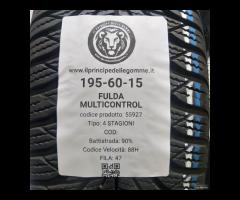 www.ilprincipedellegomme.it
195-60-15
FULDA
MULTICONTROL
codice prodotto: 55927
Tipo: 4 STAGIONI
COD:
Battistrada: 90%
Codice Velocità: 88H
FILA: 47